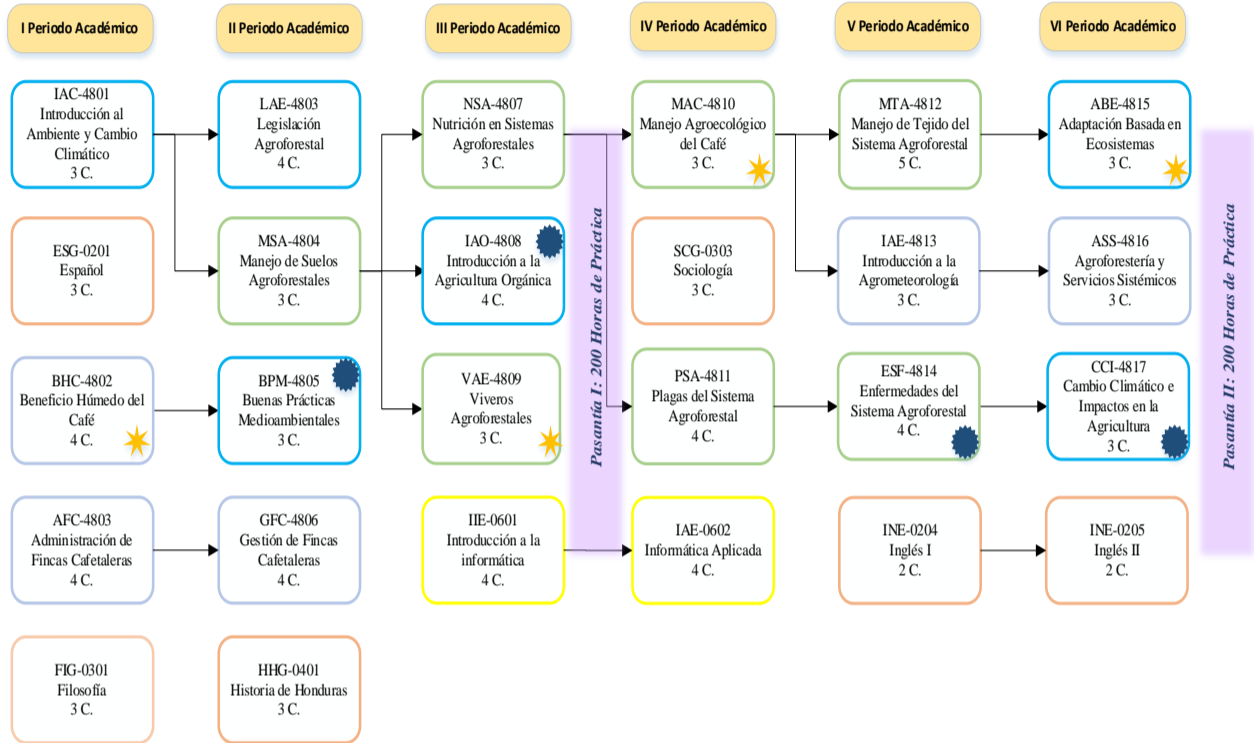 I Periodo Académico
II Periodo Académico
III Periodo Académico
IV Periodo Académico
V Periodo Académico
VI Periodo Académico
IAC-4801
Introducción al
Ambiente y Cambio
Climático
3 C.
LAE-4803
Legislación
Agroforestal
4 C.
NSA-4807
Nutrición en Sistemas
Agroforestales
3 C.
MAC-4810
Manejo Agroecológico
del Café
3 C.
MTA-4812
Manejo de Tejido del
Sistema Agroforestal
5 C.
ABE-4815
Adaptación Basada en
Ecosistemas
3 C.
ESG-0201
Español
3 C.
MSA-4804
Manejo de Suelos
Agroforestales
3 C.
IAO-4808
Introducción a la
Agricultura Orgánica
4 C.
SCG-0303
Sociología
3 C.
IAE-4813
Introducción a la
Agrometeorología
3 C.
ASS-4816
Agroforestería y
Servicios Sistémicos
3 C.
BHC-4802
Beneficio Húmedo del
Café
4 C.
BPM-4805
Buenas Prácticas
Medioambientales
3 C.
VAE-4809
Viveros
Agroforestales
3 C.
PSA-4811
Plagas del Sistema
Agroforestal
4 C.
ESF-4814
Enfermedades del
Sistema Agroforestal
4 C.
CCI-4817
Cambio Climático e
Impactos en la
Agricultura
3 C.
AFC-4803
Administración de
Fincas Cafetaleras
4 C.
GFC-4806
Gestión de Fincas
Cafetaleras
4 C.
IIE-0601
Introducción a la
informática
4 C.
IAE-0602
Informática Aplicada
4 C.
INE-0204
Inglés I
2 C.
INE-0205
Inglés II
2 C.
FIG-0301
Filosofía
3 C.
HHG-0401
Historia de Honduras
3 C.
Pasantía I: 200 Horas de Práctica
Pasantía II: 200 Horas de Práctica